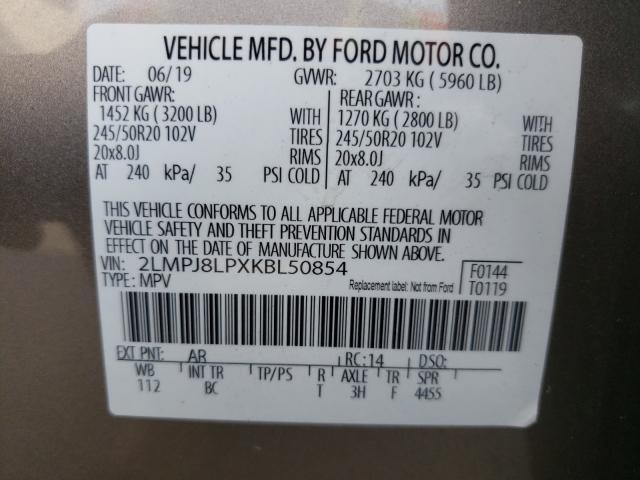 VEHICLE MFD. BY FORD MOTOR CO.
DATE: 06/19 GVWR: 2703 KG ( 5960 LB)
FRONT GAWR: REAR GAWR:
1452 KG ( 3200 LB) WITH 1270 KG ( 2800 LB) WITH
245/50R20 102V TIRES 245/50R20 102V TIRES
20x8.0J RIMS 20x8.0J RIMS
AT 240 kPa/ 35 PSI COLD AT 240 kPa/ 35 PSI COLD
THIS VEHICLE CONFORMS TO ALL APPLICABLE FEDERAL MOTOR
VEHICLE SAFETY AND THEFT PREVENTION STANDARDS IN
EFFECT ON THE DATE OF MANUFACTURE SHOWN ABOVE.
VIN: 2LMPJ8LPXKBL50854 F0144
TYPE: MPV Replacement label: Not from Ford T0119
EXT PNT: AR RC: 14 DSO:
WB INT TR TP/PS R AXLE TR SPR
112 BC T 3H F 4455